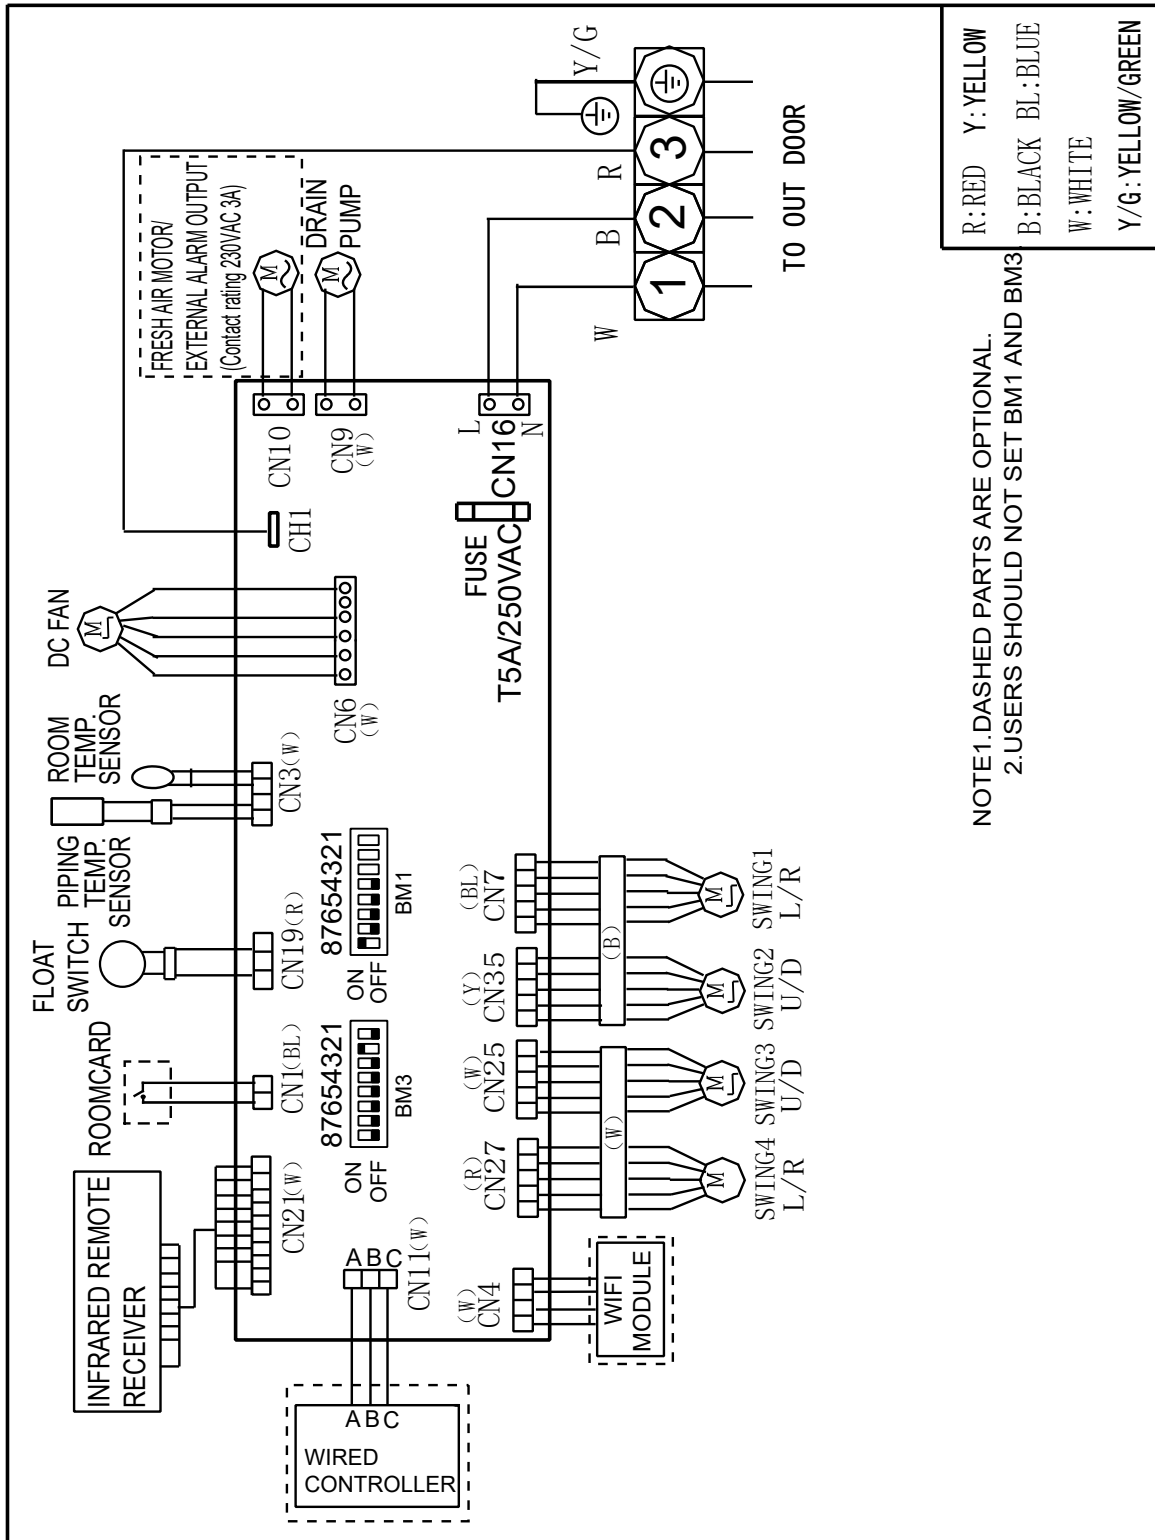 Y/G
R
B
W
3
2
1
TO OUT DOOR
R:RED Y:YELLOW
B:BLACK BL:BLUE
W:WHITE
Y/G:YELLOW/GREEN
FRESH AIR MOTOR/
EXTERNAL ALARM OUTPUT
(Contact rating 230VAC 3A)
M
DRAIN
PUMP
M
CN10
CN9
(W)
L
N
CN16
FUSE
T5A/250VAC
CH1
DC FAN
M
CN6
(W)
ROOM
TEMP.
SENSOR
CN3(W)
PIPING
TEMP.
SENSOR
FLOAT
SWITCH
CN19(R)
87654321
ON
OFF
BM1
ROOMCARD
CN1(BL)
87654321
ON
OFF
BM3
INFRARED REMOTE
RECEIVER
CN21(W)
A B C
CN11(W)
A B C
WIRED
CONTROLLER
(BL)
CN7
(Y)
CN35
(W)
CN25
(R)
CN27
(W)
CN4
(B)
(W)
M
M
M
M
SWING1
L/R
SWING2
U/D
SWING3
U/D
SWING4
L/R
WIFI
MODULE
NOTE1.DASHED PARTS ARE OPTIONAL.
2.USERS SHOULD NOT SET BM1 AND BM3.